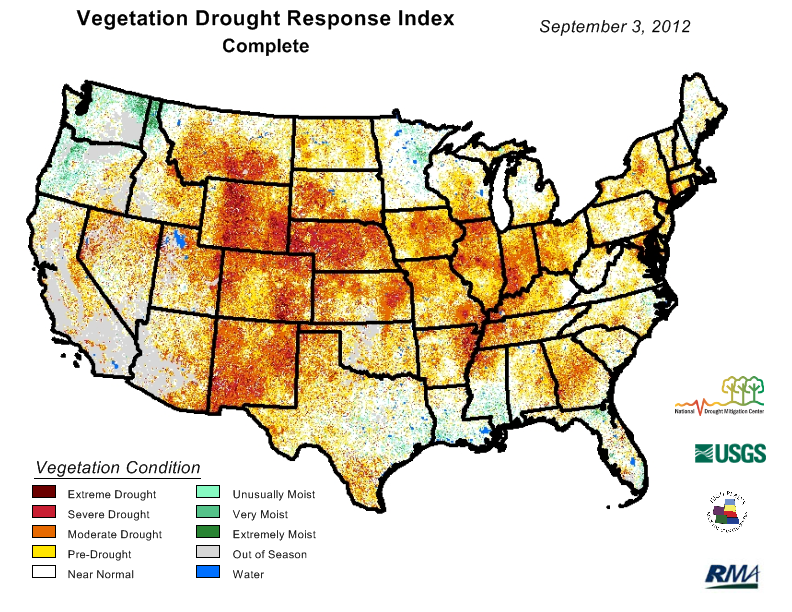 Vegetation Drought Response Index
Complete
September 3, 2012
National Drought Mitigation Center
USGS
RMA
Vegetation Condition
Extreme Drought
Severe Drought
Moderate Drought
Pre-Drought
Near Normal
Unusually Moist
Very Moist
Extremely Moist
Out of Season
Water